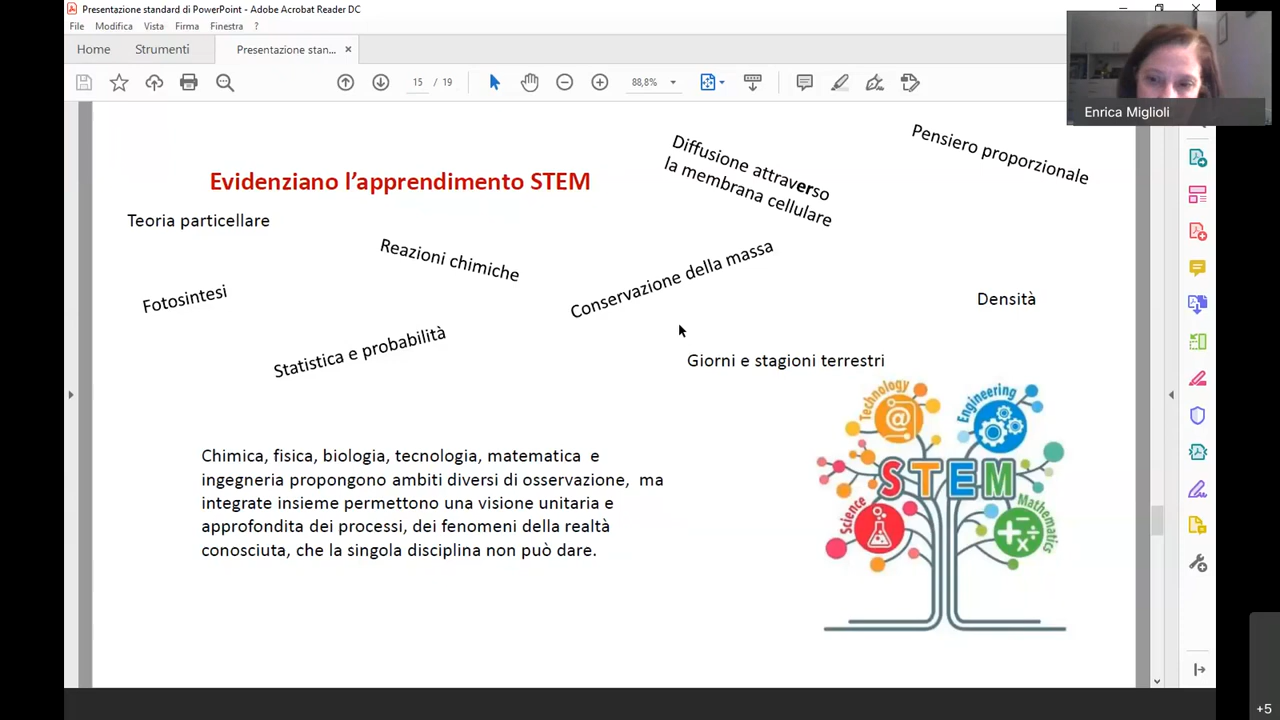 Presentazione standard di PowerPoint - Adobe Acrobat Reader DC
File Modifica Vista Firma Finestra ?
Home Strumenti Presentazione stan... ×
15 / 19 88,8%
Enrica Miglioli
Pensiero proporzionale
Diffusione attraverso
la membrana cellulare
Evidenziano l’apprendimento STEM
Teoria particellare
Reazioni chimiche
Conservazione della massa
Fotosintesi
Densità
Statistica e probabilità
Giorni e stagioni terrestri
Technology
Engineering
@
STEM
Science
Mathematics
Chimica, fisica, biologia, tecnologia, matematica e
ingegneria propongono ambiti diversi di osservazione, ma
integrate insieme permettono una visione unitaria e
approfondita dei processi, dei fenomeni della realtà
conosciuta, che la singola disciplina non può dare.
+5